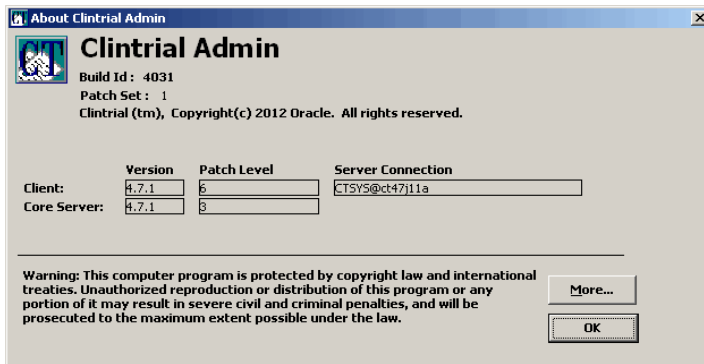 About Clintrial Admin
CT
Clintrial Admin
Build Id : 4031
Patch Set : 1
Clintrial (tm), Copyright(c) 2012 Oracle. All rights reserved.
Version Patch Level Server Connection
Client: 4.7.1 6 CTSYS@ct47j11a
Core Server: 4.7.1 3
Warning: This computer program is protected by copyright law and international
treaties. Unauthorized reproduction or distribution of this program or any
portion of it may result in severe civil and criminal penalties, and will be
prosecuted to the maximum extent possible under the law.
More...
OK